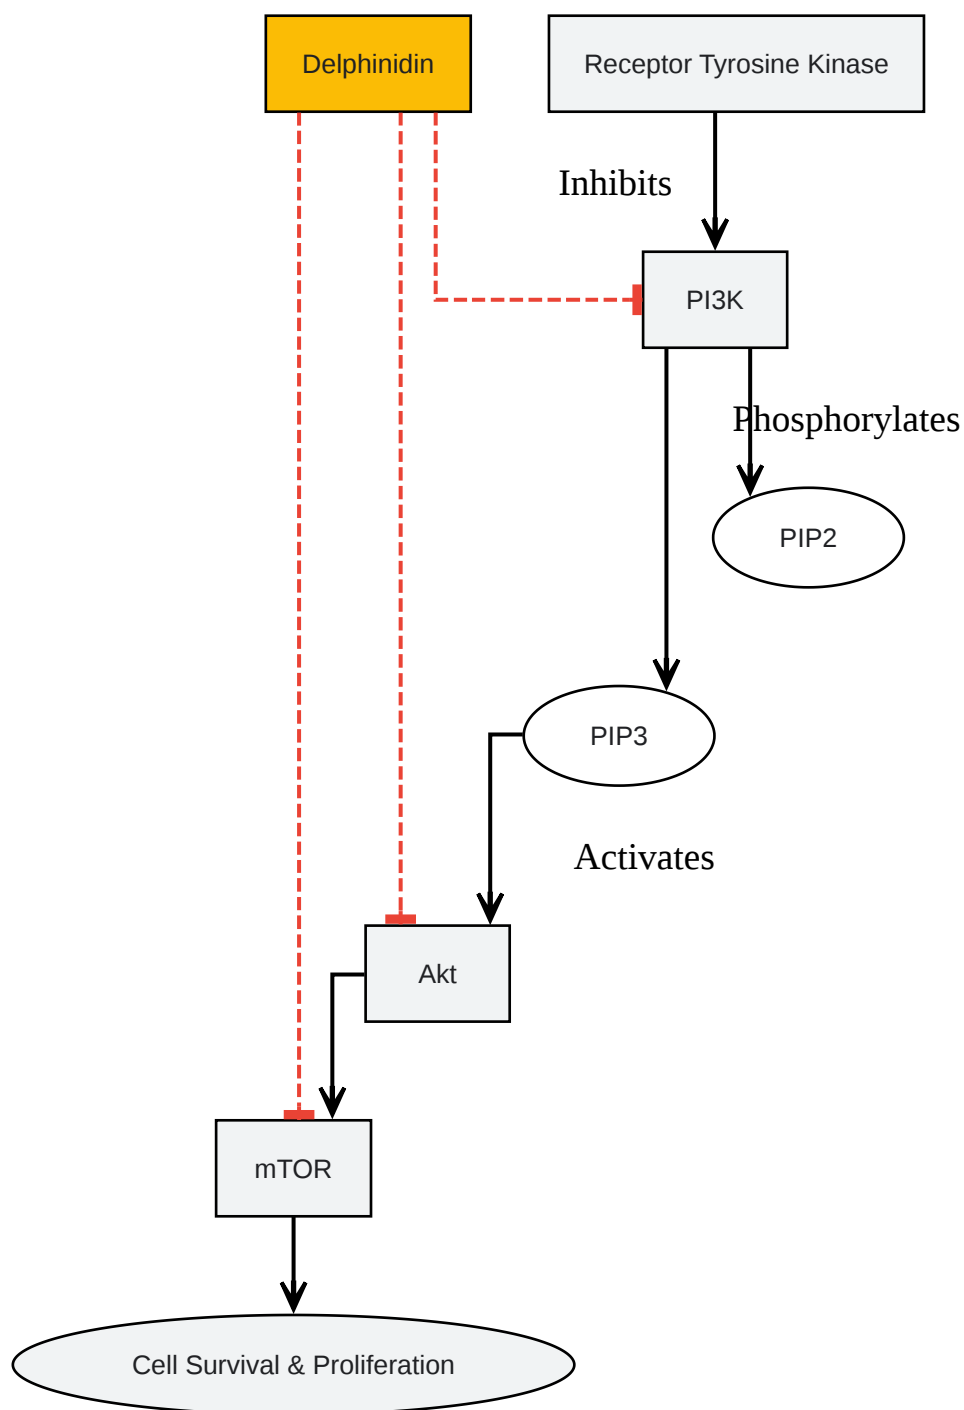 Delphinidin
Receptor Tyrosine Kinase
Inhibits
PI3K
Phosphorylates
PIP2
PIP3
Activates
Akt
mTOR
Cell Survival & Proliferation